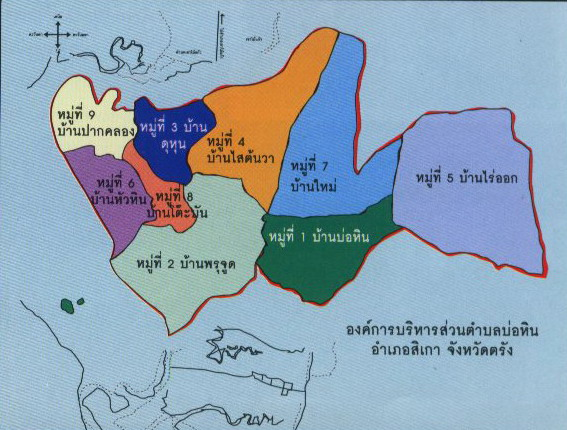 หมู่ที่ 9
บ้านปากคลอง
หมู่ที่ 3 บ้าน
ดุหุน
หมู่ที่ 4
บ้านไสต้นวา
หมู่ที่ 7
บ้านใหม่
หมู่ที่ 5 บ้านไร่ออก
หมู่ที่ 6
บ้านหัวหิน
หมู่ที่ 8
บ้านโต๊ะบัน
หมู่ที่ 1 บ้านบ่อหิน
หมู่ที่ 2 บ้านพรุจูด
องค์การบริหารส่วนตำบลบ่อหิน
อำเภอสิเกา จังหวัดตรัง